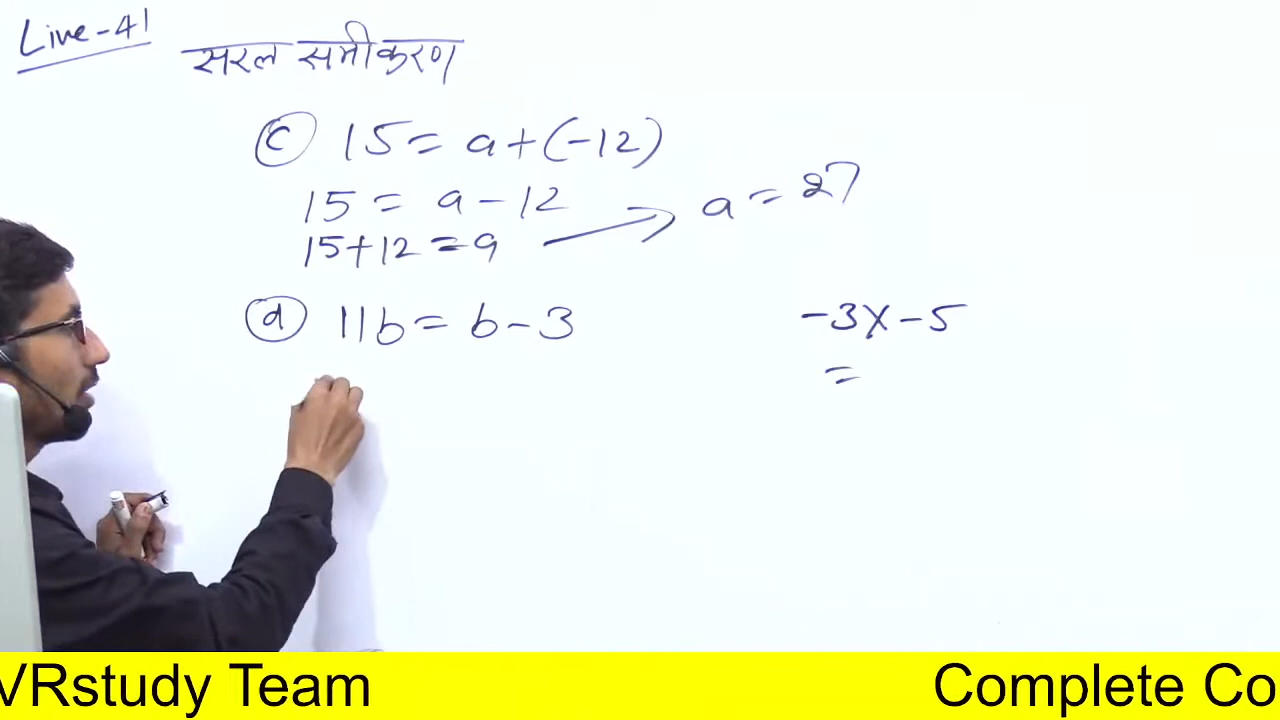 Live-41
सरल समीकरण
(c) 15 = a+(-12)
15 = a - 12
15+12 = a → a = 27
(d) 11b = b - 3
-3x-5
=
VRstudy Team
Complete Co